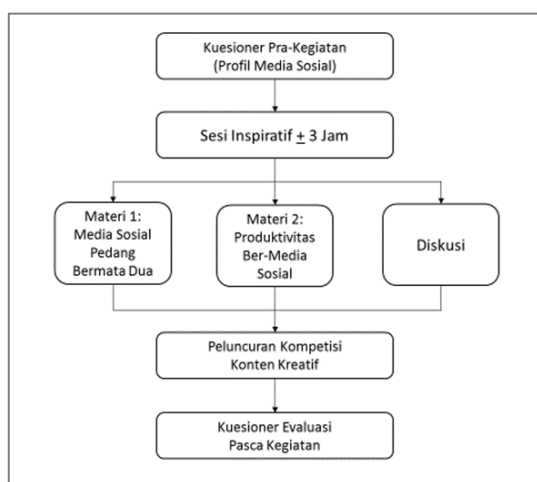 Kuesioner Pra-Kegiatan
(Profil Media Sosial)
Sesi Inspiratif ± 3 Jam
Materi 1:
Media Sosial
Pedang
Bermata Dua
Materi 2:
Produktivitas
Ber-Media
Sosial
Diskusi
Peluncuran Kompetisi
Konten Kreatif
Kuesioner Evaluasi
Pasca Kegiatan